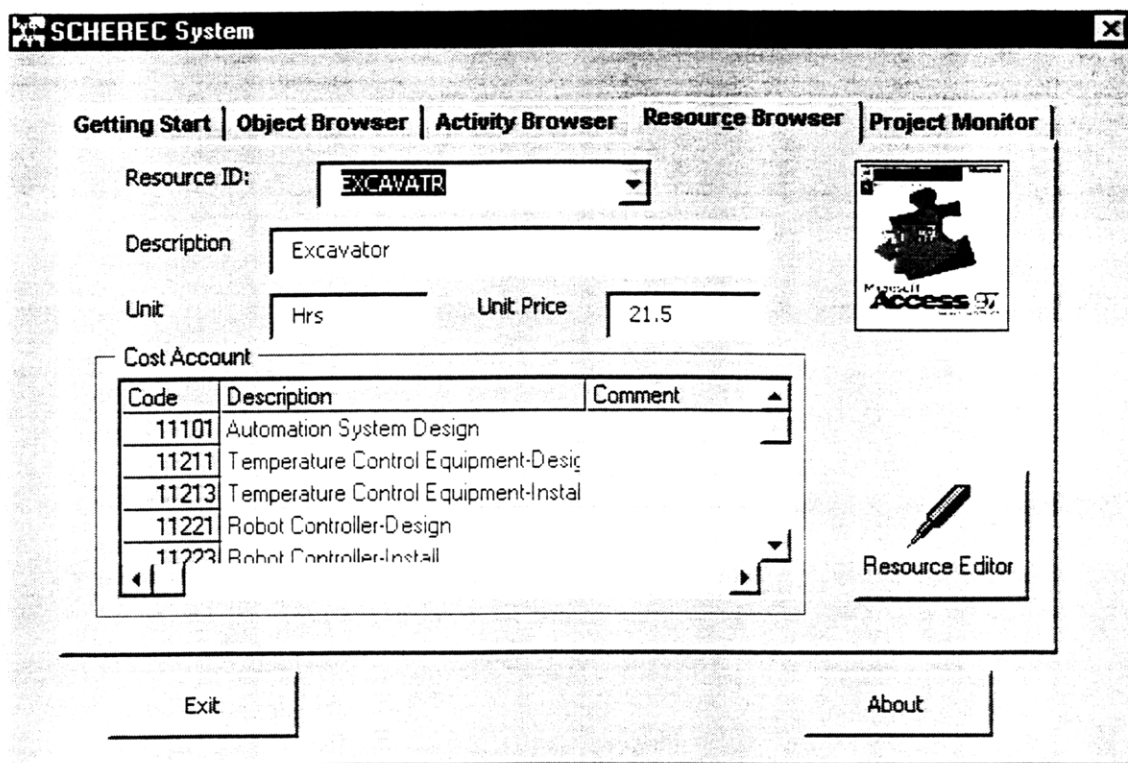 SCHEREC System
Getting Start Object Browser Activity Browser Resource Browser Project Monitor
Resource ID: EXCAVATR
Description Excavator
Unit Hrs Unit Price 21.5
Microsoft
Access 97
Cost Account
Code Description Comment
11101 Automation System Design
11211 Temperature Control Equipment-Desig
11213 Temperature Control Equipment-Instal
11221 Robot Controller-Design
11223 Robot Controller-Install
Resource Editor
Exit About